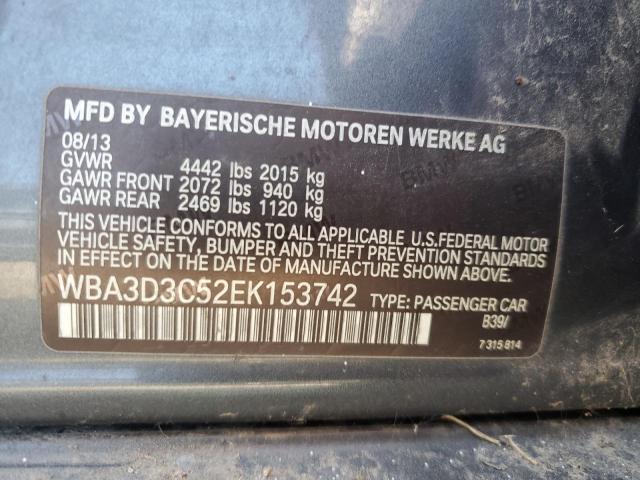 MFD BY BAYERISCHE MOTOREN WERKE AG
08/13
GVWR 4442 lbs 2015 kg
GAWR FRONT 2072 lbs 940 kg
GAWR REAR 2469 lbs 1120 kg
THIS VEHICLE CONFORMS TO ALL APPLICABLE U.S.FEDERAL MOTOR
VEHICLE SAFETY, BUMPER AND THEFT PREVENTION STANDARDS
IN EFFECT ON THE DATE OF MANUFACTURE SHOWN ABOVE.
WBA3D3C52EK153742 TYPE: PASSENGER CAR
B39/
7 315 814